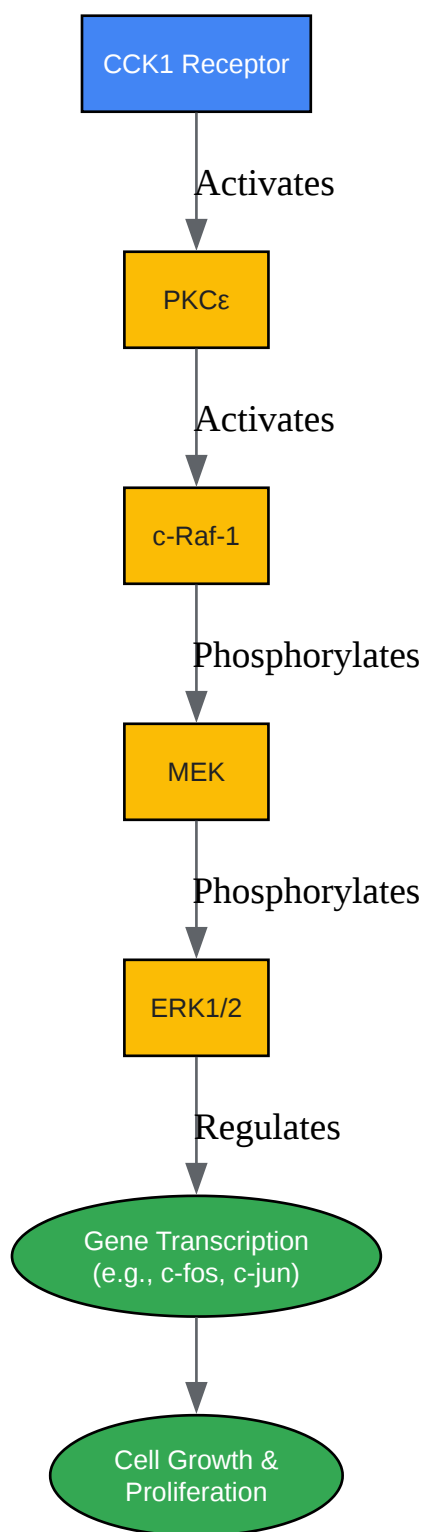 CCK1 Receptor
Activates
PKCε
Activates
c-Raf-1
Phosphorylates
MEK
Phosphorylates
ERK1/2
Regulates
Gene Transcription
(e.g., c-fos, c-jun)
Cell Growth &
Proliferation